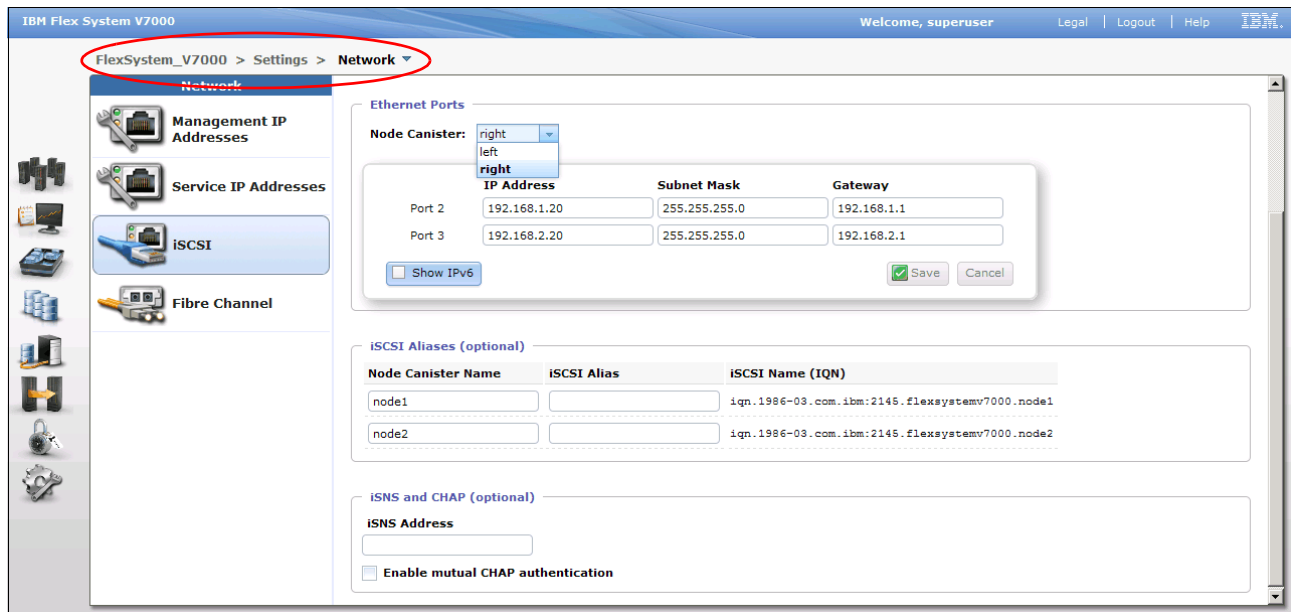 IBM Flex System V7000 Welcome, superuser Legal | Logout | Help IBM.
FlexSystem_V7000 > Settings > Network
Network
Management IP
Addresses
Service IP Addresses
iSCSI
Fibre Channel
Ethernet Ports
Node Canister: right
left
right
IP Address Subnet Mask Gateway
Port 2 192.168.1.20 255.255.255.0 192.168.1.1
Port 3 192.168.2.20 255.255.255.0 192.168.2.1
Show IPv6 Save Cancel
iSCSI Aliases (optional)
Node Canister Name iSCSI Alias iSCSI Name (IQN)
node1 iqn.1986-03.com.ibm:2145.flexsystemv7000.node1
node2 iqn.1986-03.com.ibm:2145.flexsystemv7000.node2
iSNS and CHAP (optional)
iSNS Address
Enable mutual CHAP authentication